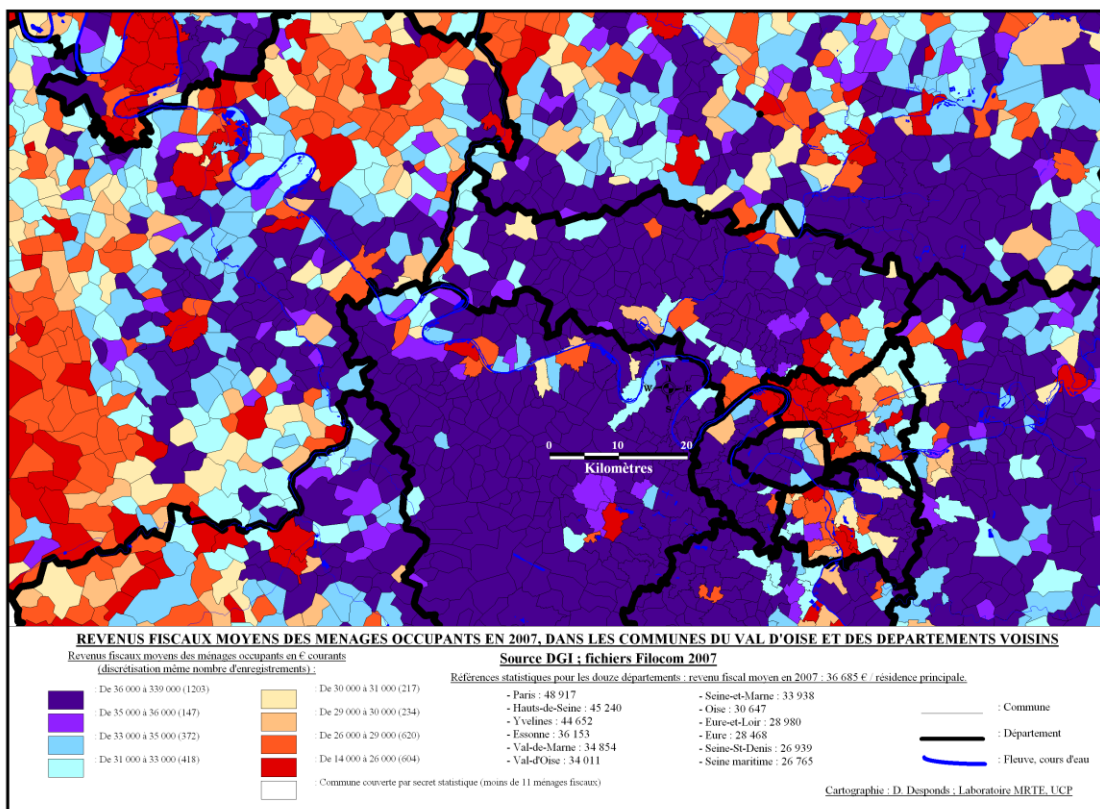 N
W E
S
0 10 20
Kilomètres
REVENUS FISCAUX MOYENS DES MENAGES OCCUPANTS EN 2007, DANS LES COMMUNES DU VAL D'OISE ET DES DEPARTEMENTS VOISINS
Revenus fiscaux moyens des ménages occupants en € courants
(discrétisation même nombre d'enregistrements) :
: De 36 000 à 339 000 (1203)
: De 35 000 à 36 000 (147)
: De 33 000 à 35 000 (372)
: De 31 000 à 33 000 (418)
: De 30 000 à 31 000 (217)
: De 29 000 à 30 000 (234)
: De 26 000 à 29 000 (620)
: De 14 000 à 26 000 (604)
: Commune couverte par secret statistique (moins de 11 ménages fiscaux)
Source DGI ; fichiers Filocom 2007
Références statistiques pour les douze départements : revenu fiscal moyen en 2007 : 36 685 € / résidence principale.
- Paris : 48 917
- Hauts-de-Seine : 45 240
- Yvelines : 44 652
- Essonne : 36 153
- Val-de-Marne : 34 854
- Val-d'Oise : 34 011
- Seine-et-Marne : 33 938
- Oise : 30 647
- Eure-et-Loir : 28 980
- Eure : 28 468
- Seine-St-Denis : 26 939
- Seine maritime : 26 765
: Commune
: Département
: Fleuve, cours d'eau
Cartographie : D. Desponds ; Laboratoire MRTE, UCP